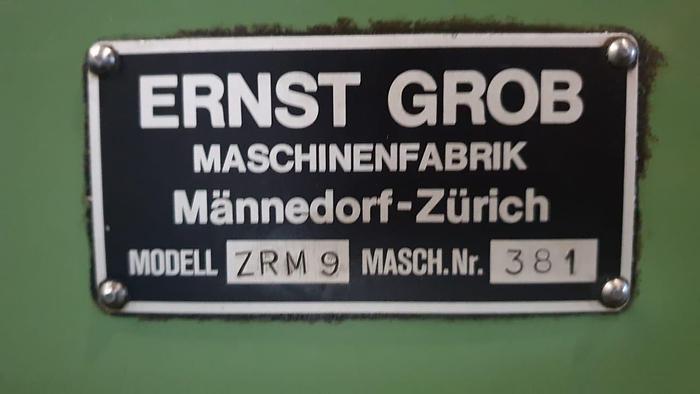 ERNST GROB
MASCHINENFABRIK
Männedorf-Zürich
MODELL ZRM 9 MASCH.Nr. 381